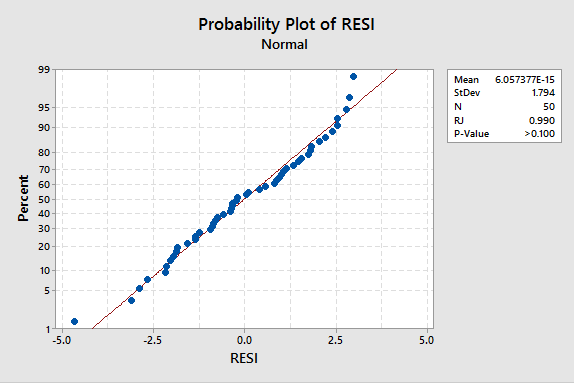 Probability Plot of RESI
Normal
99
95
90
80
70
60
50
40
30
20
10
5
1
Percent
-5.0
-2.5
0.0
2.5
5.0
RESI
Mean 6.057377E-15
StDev 1.794
N 50
RJ 0.990
P-Value >0.100